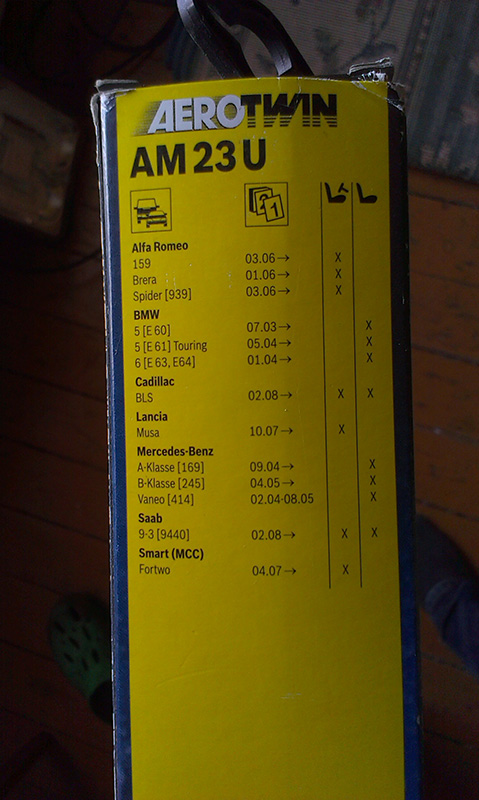 AEROTWIN
AM 23 U
2 1
Alfa Romeo
159 03.06→ X
Brera 01.06→ X
Spider [939] 03.06→ X
BMW
5 [E 60] 07.03→ X
5 [E 61] Touring 05.04→ X
6 [E 63, E64] 01.04→ X
Cadillac
BLS 02.08→ X X
Lancia
Musa 10.07→ X
Mercedes-Benz
A-Klasse [169] 09.04→ X
B-Klasse [245] 04.05→ X
Vaneo [414] 02.04-08.05 X
Saab
9-3 [9440] 02.08→ X X
Smart (MCC)
Fortwo 04.07→ X